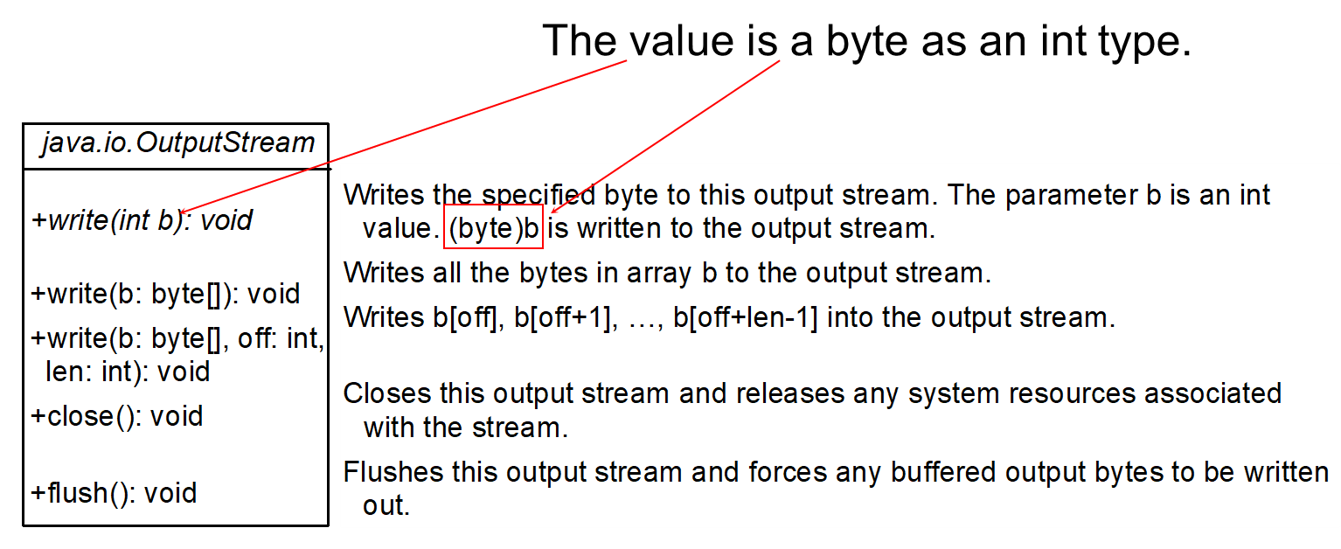 The value is a byte as an int type.
java.io.OutputStream
+write(int b): void
Writes the specified byte to this output stream. The parameter b is an int
value. (byte)b is written to the output stream.
+write(b: byte[]): void
Writes all the bytes in array b to the output stream.
+write(b: byte[], off: int,
len: int): void
Writes b[off], b[off+1], …, b[off+len-1] into the output stream.
+close(): void
Closes this output stream and releases any system resources associated
with the stream.
+flush(): void
Flushes this output stream and forces any buffered output bytes to be written
out.